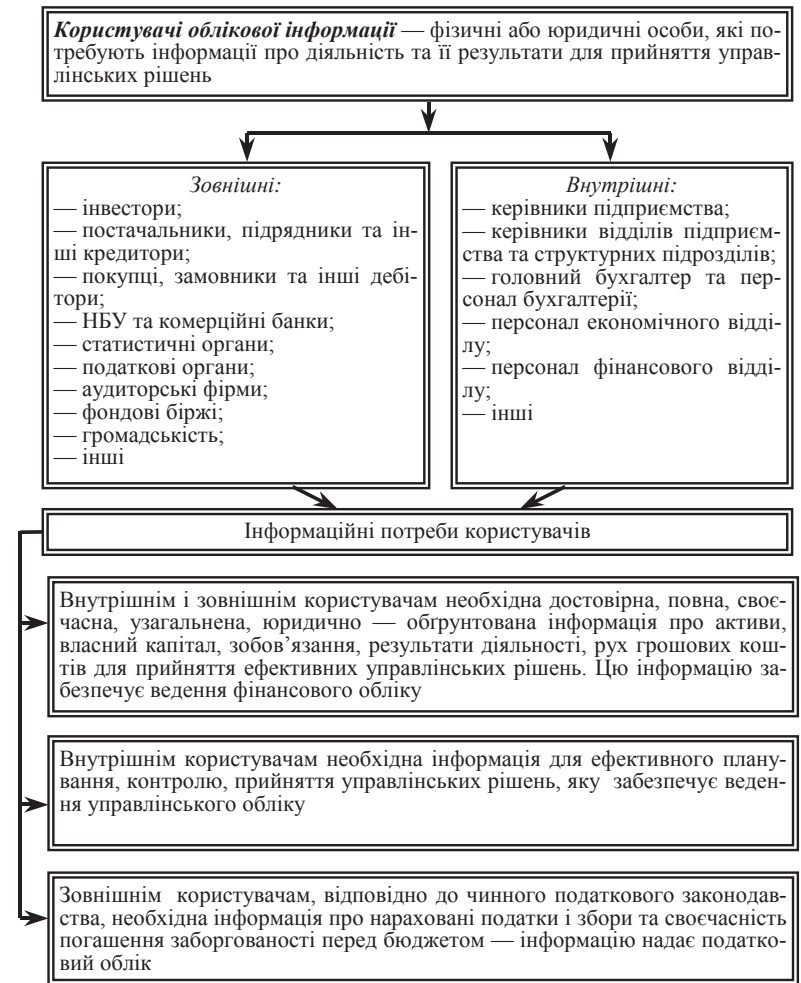 Користувачі облікової інформації — фізичні або юридичні особи, які по-
требують інформації про діяльність та її результати для прийняття управ-
лінських рішень
Зовнішні:
— інвестори;
— постачальники, підрядники та ін-
ші кредитори;
— покупці, замовники та інші дебі-
тори;
— НБУ та комерційні банки;
— статистичні органи;
— податкові органи;
— аудиторські фірми;
— фондові біржі;
— громадськість;
— інші
Внутрішні:
— керівники підприємства;
— керівники відділів підприєм-
ства та структурних підрозділів;
— головний бухгалтер та пер-
сонал бухгалтерії;
— персонал економічного відді-
лу;
— персонал фінансового відді-
лу;
— інші
Інформаційні потреби користувачів
Внутрішнім і зовнішнім користувачам необхідна достовірна, повна, своє-
часна, узагальнена, юридично — обґрунтована інформація про активи,
власний капітал, зобов’язання, результати діяльності, рух грошових кош-
тів для прийняття ефективних управлінських рішень. Цю інформацію за-
безпечує ведення фінансового обліку
Внутрішнім користувачам необхідна інформація для ефективного плану-
вання, контролю, прийняття управлінських рішень, яку забезпечує веден-
ня управлінського обліку
Зовнішнім користувачам, відповідно до чинного податкового законодав-
ства, необхідна інформація про нараховані податки і збори та своєчасність
погашення заборгованості перед бюджетом — інформацію надає податко-
вий облік